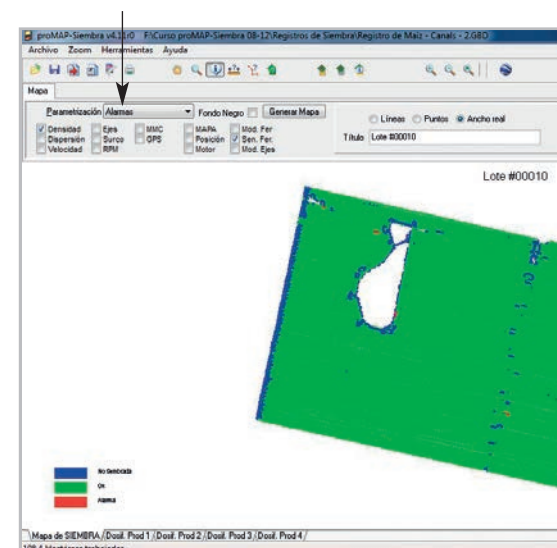 proMAP-Siembra v4.11r0 F:\Curso proMAP-Siembra 08-12\Registros de Siembra\Registro de Maiz - Canals - 2.GBD
Archivo Zoom Herramientas Ayuda
Mapa
Parametrización Alarmas Fondo Negro Generar Mapa
Líneas Puntos Ancho real
Densidad Ejes MMC MAPA Mod. Fer
Título Lote #00010
Dispersión Surco GPS Posición Sen. Fer.
Velocidad RPM Motor Mod. Ejes
Lote #00010
No Sembrada
OK
Alarma
Mapa de SIEMBRA Dosif. Prod 1 Dosif. Prod 2 Dosif. Prod 3 Dosif. Prod 4